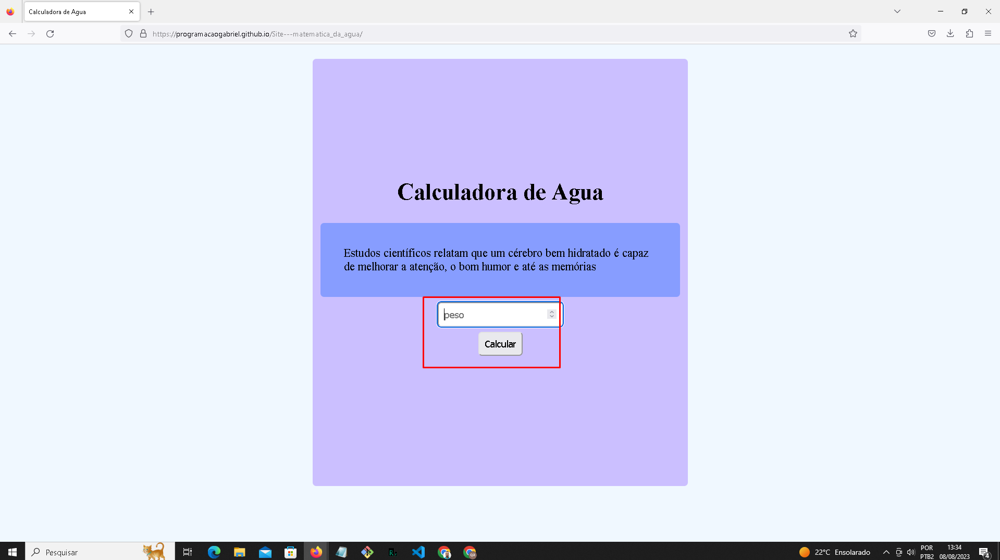 Calculadora de Agua
https://programacaogabriel.github.io/Site---matematica_da_agua/
Calculadora de Agua
Estudos científicos relatam que um cérebro bem hidratado é capaz
de melhorar a atenção, o bom humor e até as memórias
peso
Calcular
Pesquisar
22°C Ensolarado
POR
PTB2
13:34
08/08/2023
4